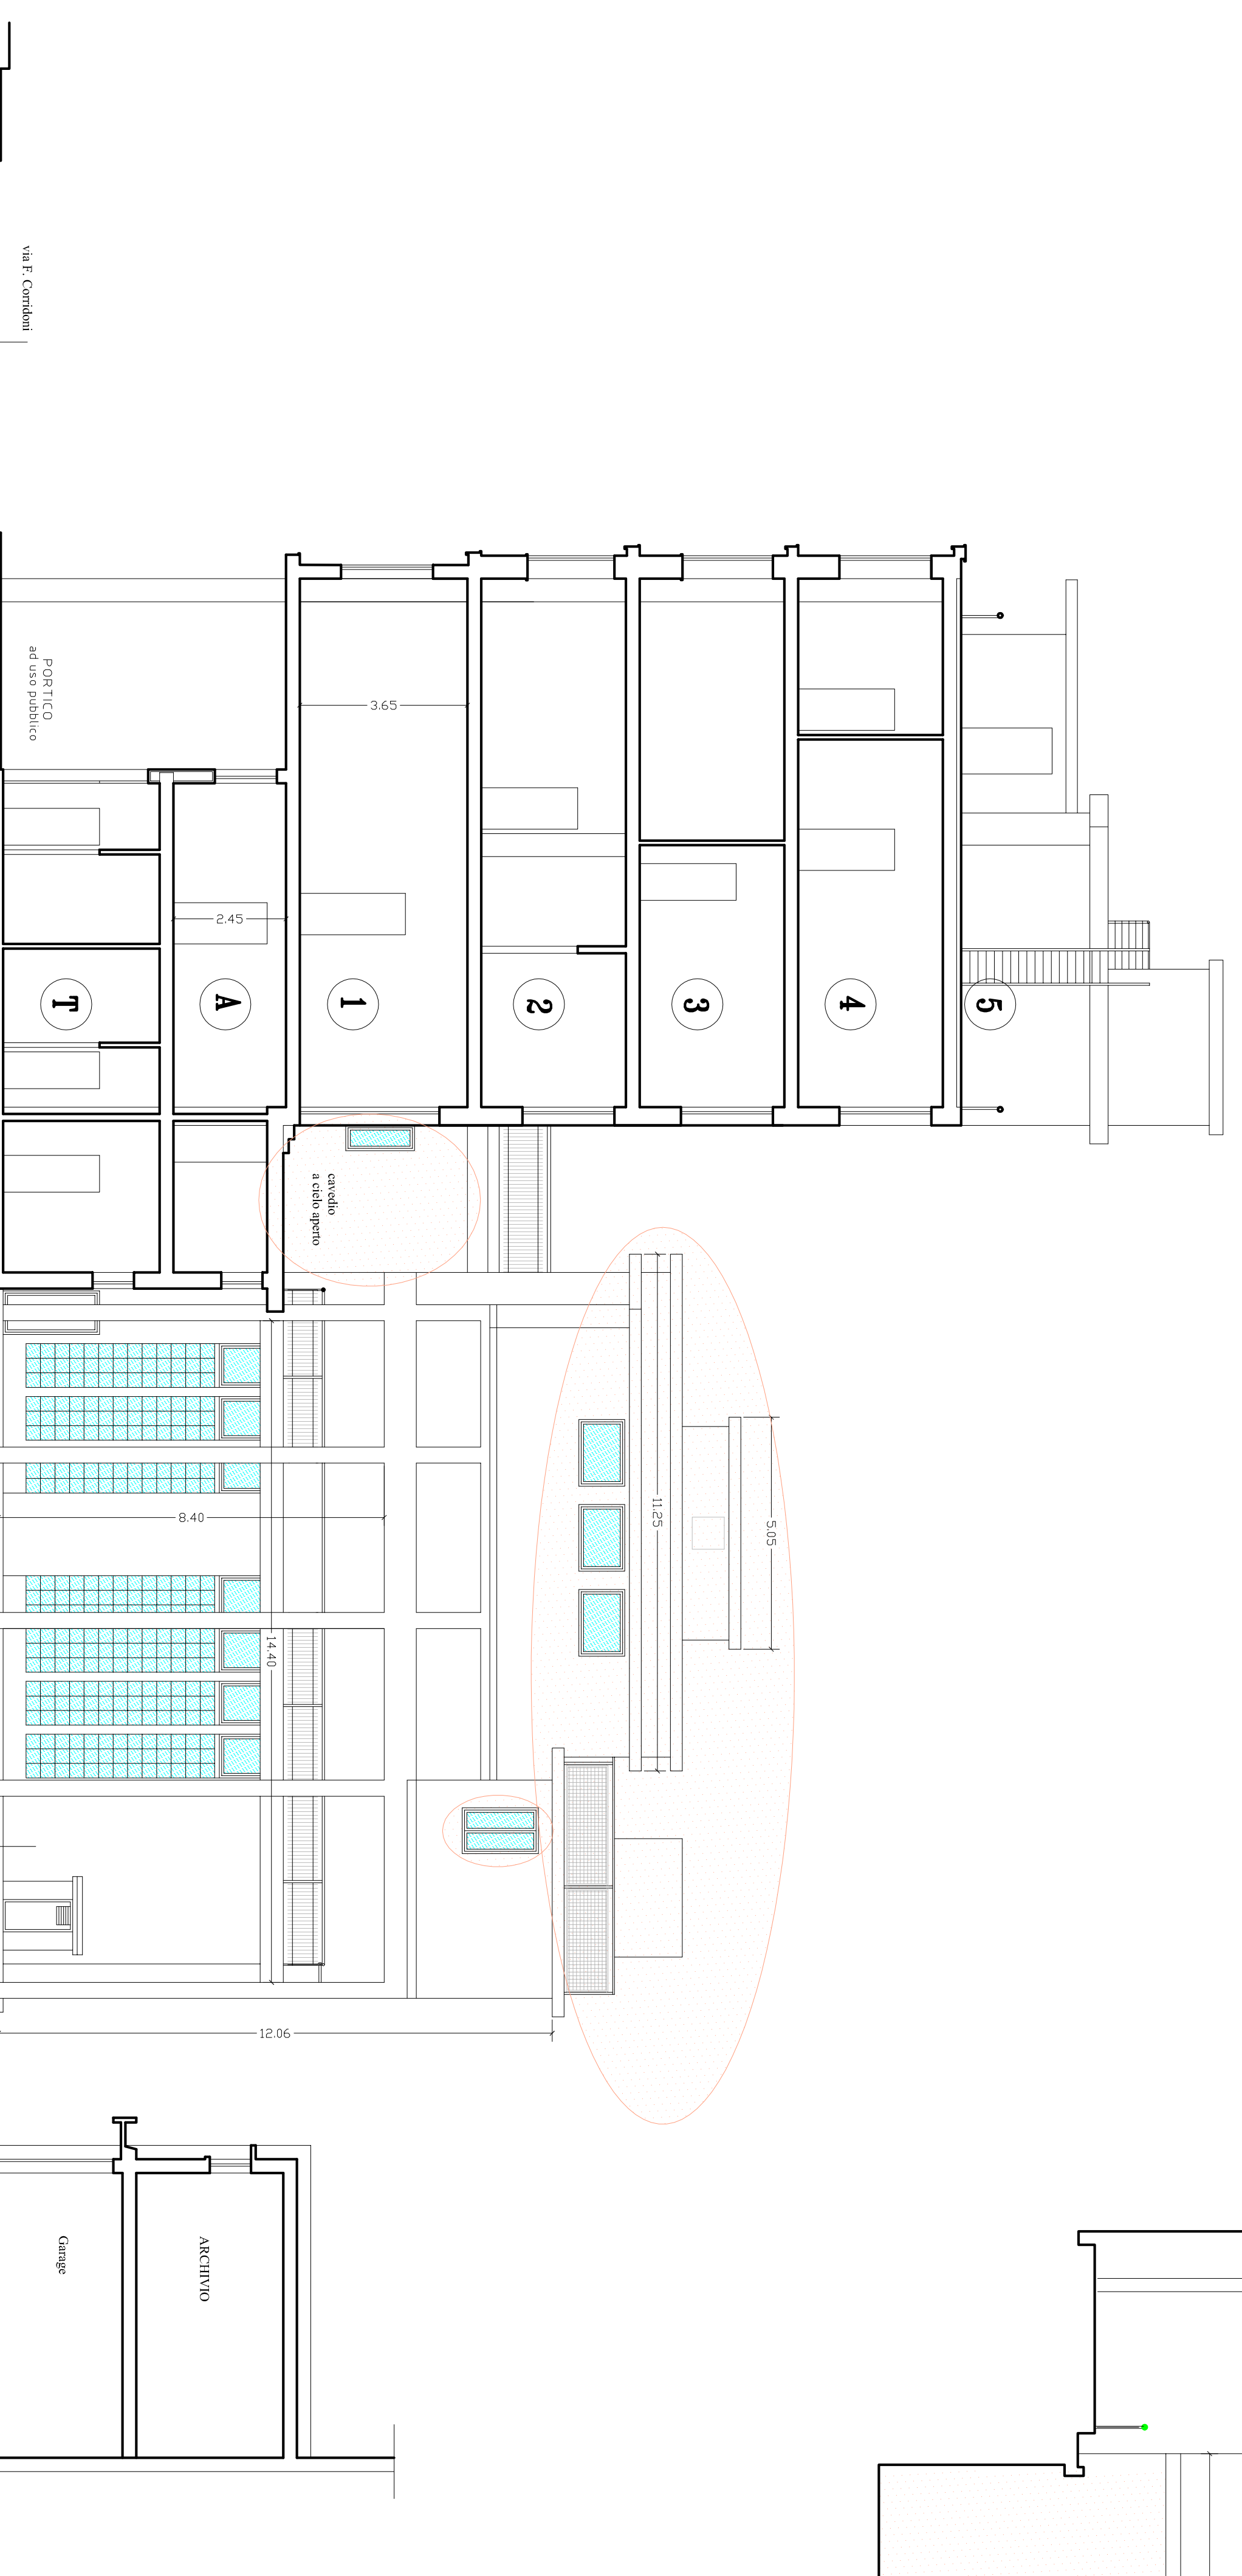 via F. Corridoni
PORTICO
ad uso pubblico
3.65
2.45
T
A
1
2
3
4
5
cavedio
a cielo aperto
11.25
5.05
8.40
14.40
12.06
Garage
ARCHIVIO